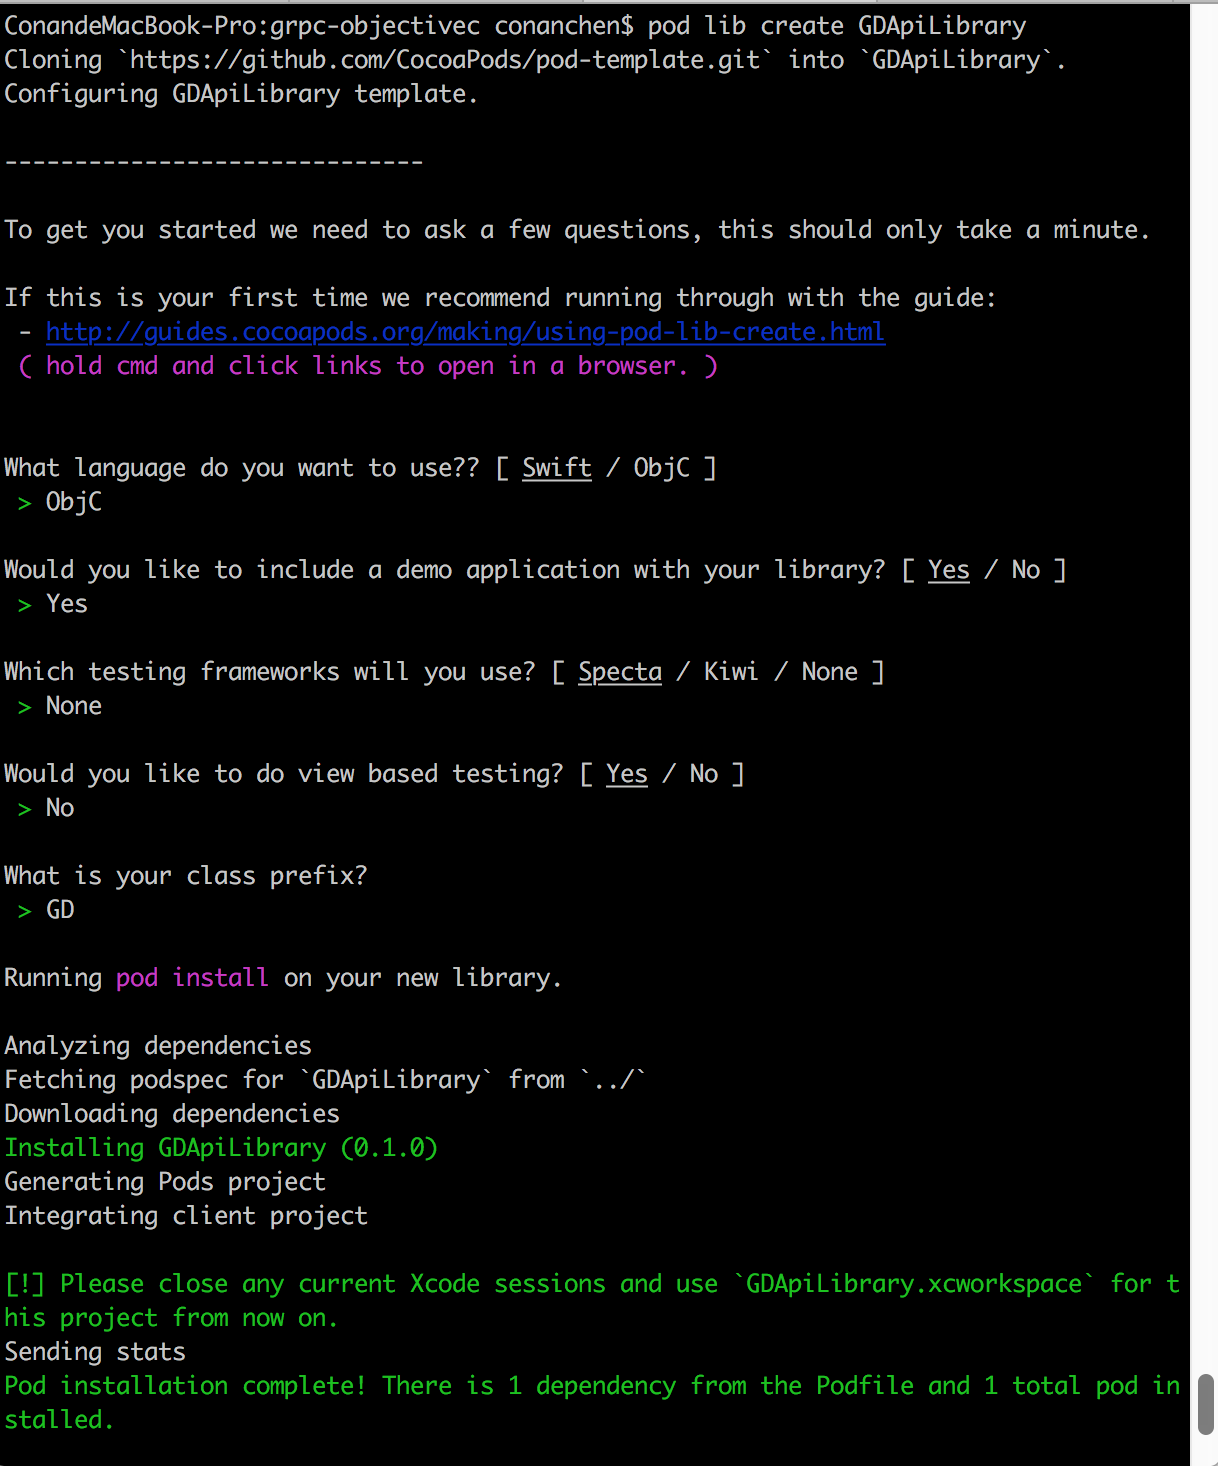 ConandeMacBook-Pro:grpc-objectivec conanchen$ pod lib create GDApiLibrary
Cloning `https://github.com/CocoaPods/pod-template.git` into `GDApiLibrary`.
Configuring GDApiLibrary template.
------------------------------
To get you started we need to ask a few questions, this should only take a minute.
If this is your first time we recommend running through with the guide:
 - http://guides.cocoapods.org/making/using-pod-lib-create.html
 ( hold cmd and click links to open in a browser. )
What language do you want to use?? [ Swift / ObjC ]
 > ObjC
Would you like to include a demo application with your library? [ Yes / No ]
 > Yes
Which testing frameworks will you use? [ Specta / Kiwi / None ]
 > None
Would you like to do view based testing? [ Yes / No ]
 > No
What is your class prefix?
 > GD
Running pod install on your new library.
Analyzing dependencies
Fetching podspec for `GDApiLibrary` from `../`
Downloading dependencies
Installing GDApiLibrary (0.1.0)
Generating Pods project
Integrating client project
[!] Please close any current Xcode sessions and use `GDApiLibrary.xcworkspace` for t
his project from now on.
Sending stats
Pod installation complete! There is 1 dependency from the Podfile and 1 total pod in
stalled.